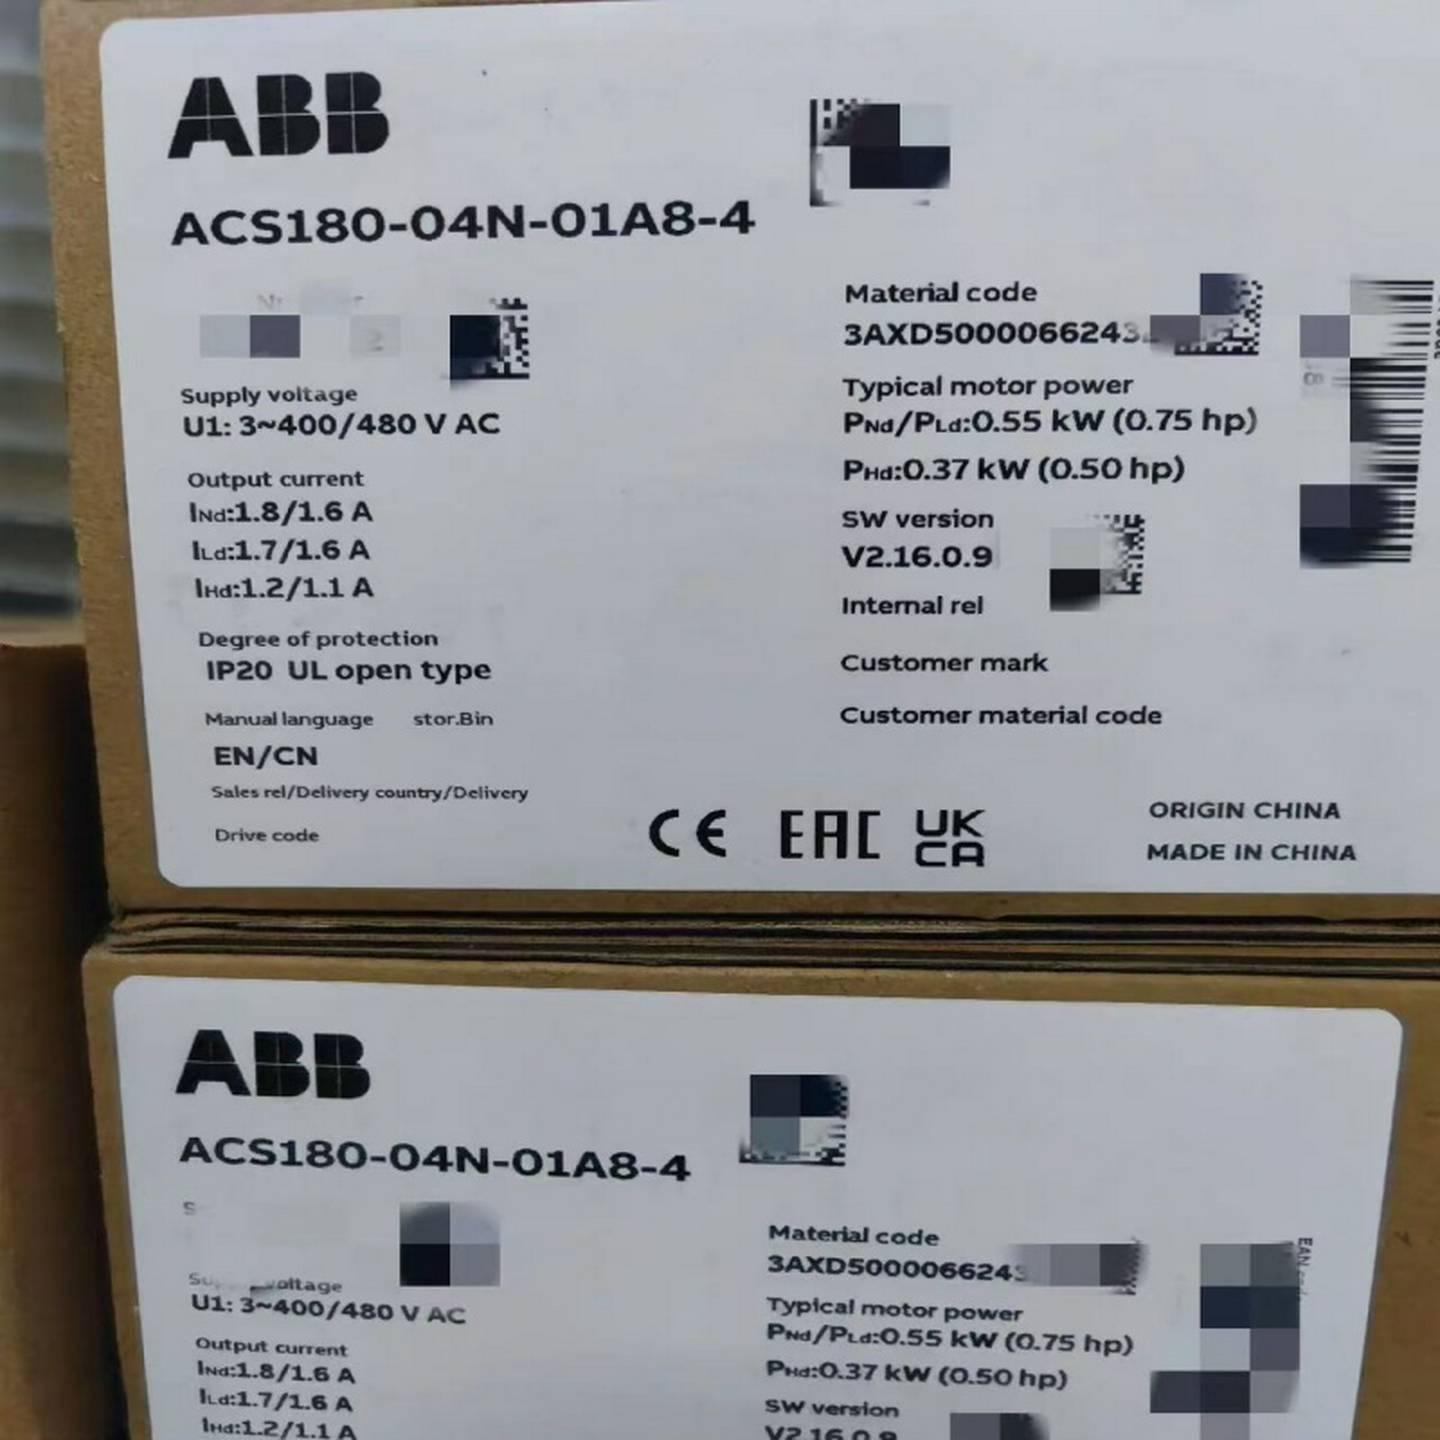 ABB
ACS180-04N-01A8-4
Supply voltage
U1: 3~400/480 V AC
Output current
INd:1.8/1.6 A
ILd:1.7/1.6 A
IHd:1.2/1.1 A
Degree of protection
IP20 UL open type
Manual language stor.Bin
EN/CN
Sales rel/Delivery country/Delivery
Drive code
Material code
3AXD5000066243
Typical motor power
PNd/PLd:0.55 kW (0.75 hp)
PHd:0.37 kW (0.50 hp)
SW version
V2.16.0.9
Internal rel
Customer mark
Customer material code
CE EAC UK CA
ORIGIN CHINA
MADE IN CHINA
ABB
ACS180-04N-01A8-4
U1: 3~400/480 V AC
Output current
INd:1.8/1.6 A
ILd:1.7/1.6 A
IHd:1.2/1.1 A
Material code
Typical motor power
PNd/PLd:0.55 kW (0.75 hp)
PHd:0.37 kW (0.50 hp)
SW version
V2.16.0.9
EAN